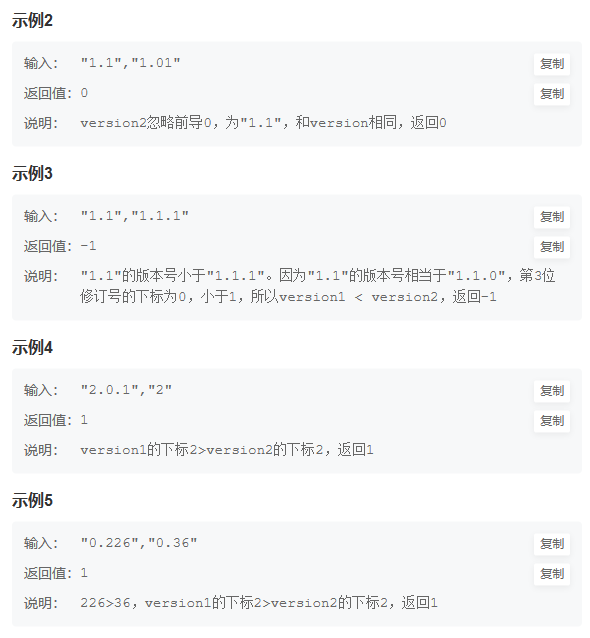 示例2
输入： "1.1","1.01" 复制
返回值：0 复制
说明： version2忽略前导0，为"1.1"，和version相同，返回0
示例3
输入： "1.1","1.1.1" 复制
返回值：-1 复制
说明： "1.1"的版本号小于"1.1.1"。因为"1.1"的版本号相当于"1.1.0"，第3位
修订号的下标为0，小于1，所以version1 < version2，返回-1
示例4
输入： "2.0.1","2" 复制
返回值：1 复制
说明： version1的下标2>version2的下标2，返回1
示例5
输入： "0.226","0.36" 复制
返回值：1 复制
说明： 226>36，version1的下标2>version2的下标2，返回1